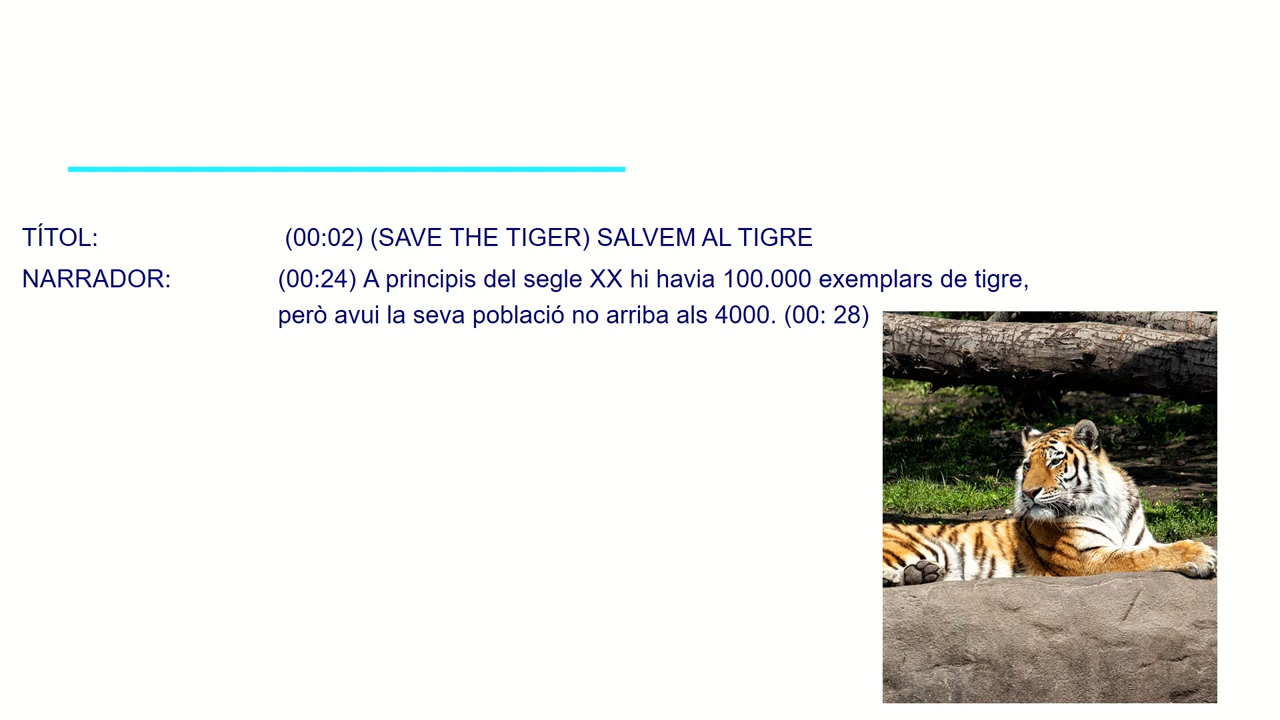 TÍTOL: (00:02) (SAVE THE TIGER) SALVEM AL TIGRE
NARRADOR: (00:24) A principis del segle XX hi havia 100.000 exemplars de tigre,
però avui la seva població no arriba als 4000. (00: 28)